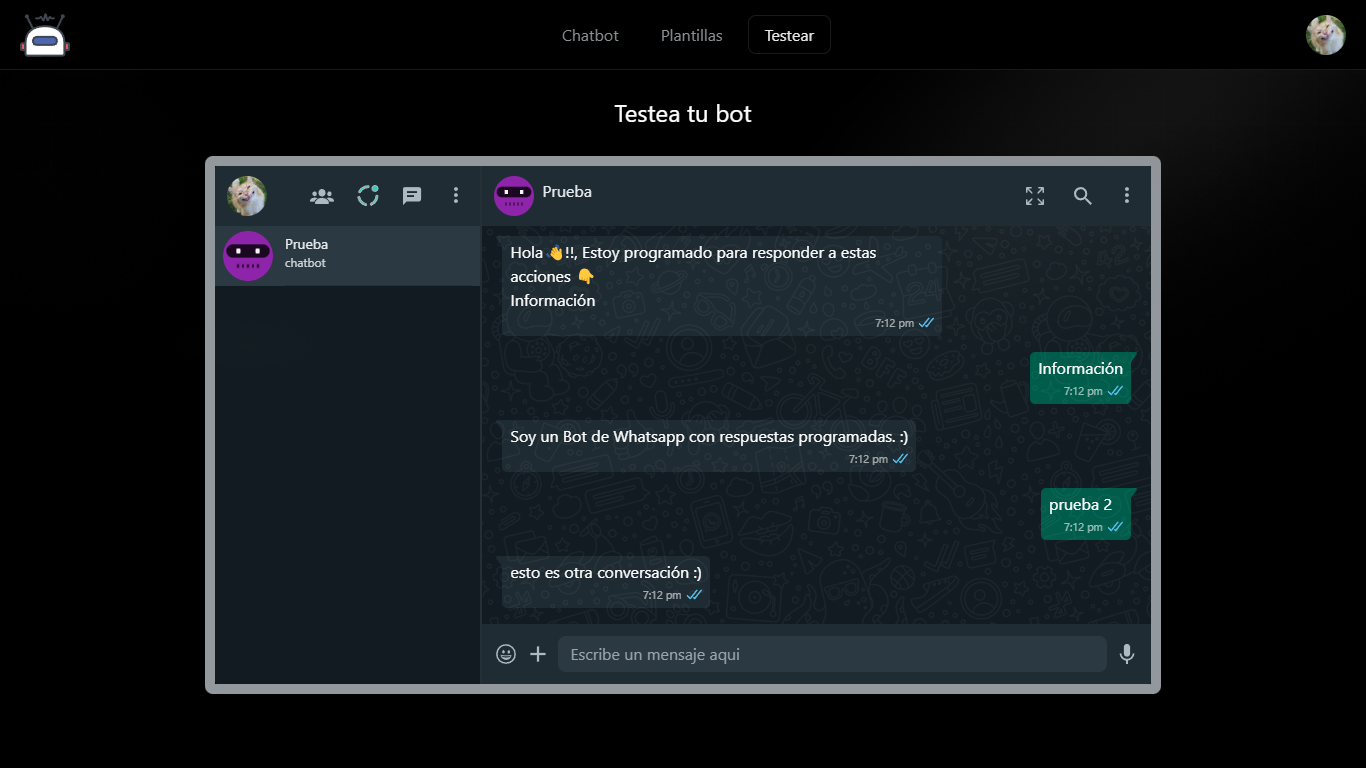 Chatbot
Plantillas
Testear
Testea tu bot
Prueba
chatbot
Prueba
Hola 👋!!, Estoy programado para responder a estas
acciones 👇
Información
7:12 pm
Información
7:12 pm
Soy un Bot de Whatsapp con respuestas programadas. :)
7:12 pm
prueba 2
7:12 pm
esto es otra conversación :)
7:12 pm
Escribe un mensaje aqui